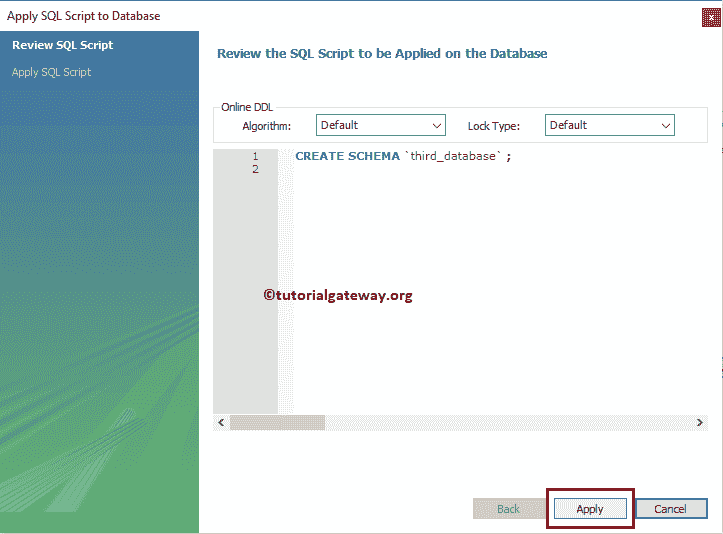 Apply SQL Script to Database
x
Review SQL Script
Apply SQL Script
Review the SQL Script to be Applied on the Database
Online DDL
Algorithm: Default Lock Type: Default
1 CREATE SCHEMA `third_database` ;
2
©tutorialgateway.org
Back Apply Cancel